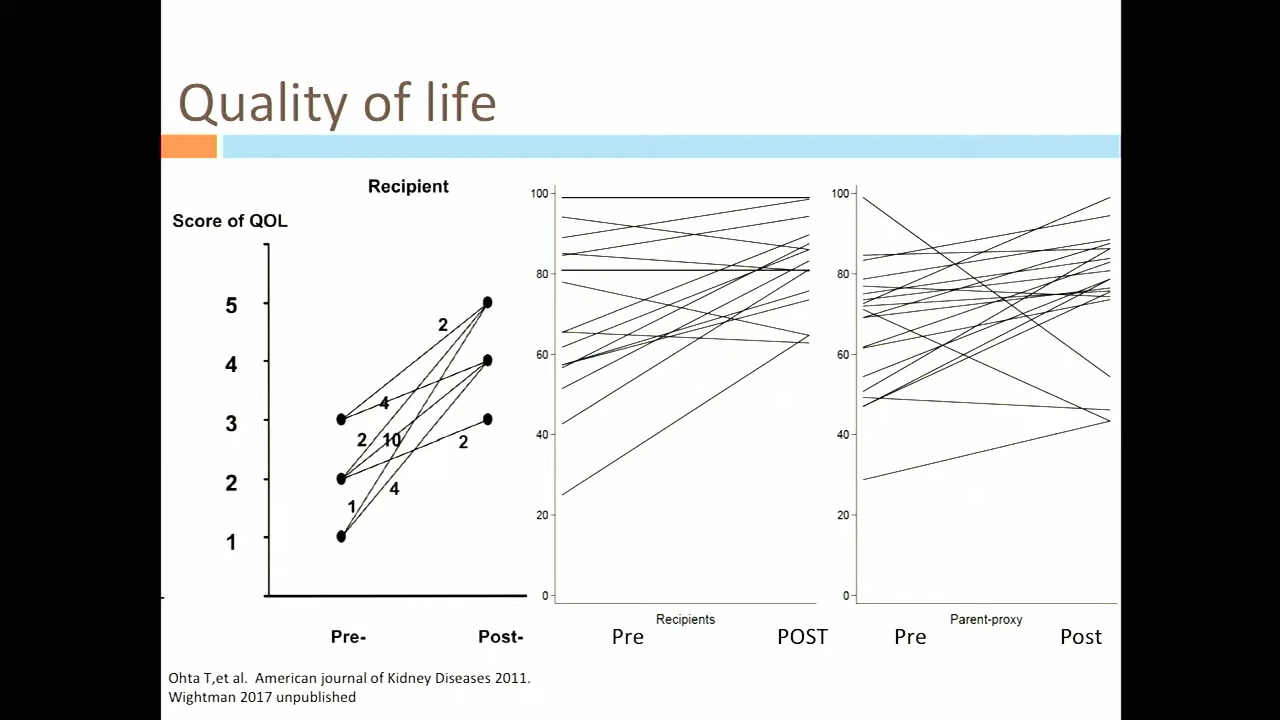 Quality of life
Recipient
Score of QOL
5
4
3
2
1
2
4
2
10
2
4
1
Pre-
Post-
100
80
60
40
20
0
Recipients
Pre
POST
100
80
60
40
20
0
Parent-proxy
Pre
Post
Ohta T,et al.  American journal of Kidney Diseases 2011.
Wightman 2017 unpublished